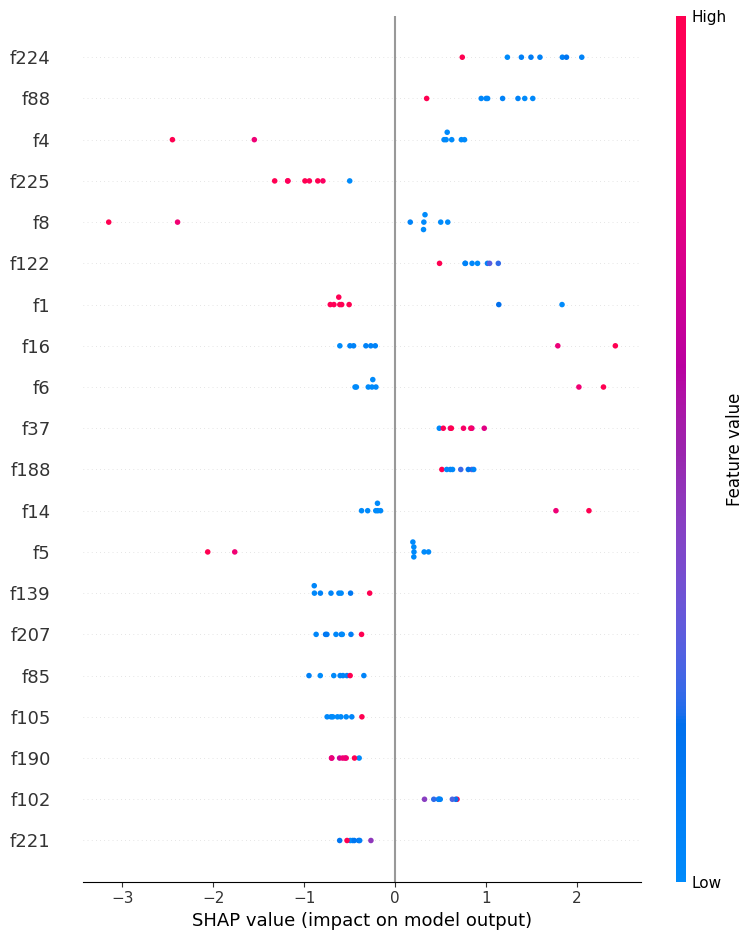 High
f224
f88
f4
f225
f8
f122
f1
f16
f6
f37
f188
f14
f5
f139
f207
f85
f105
f190
f102
f221
Feature value
Low
−3
−2
−1
0
1
2
SHAP value (impact on model output)